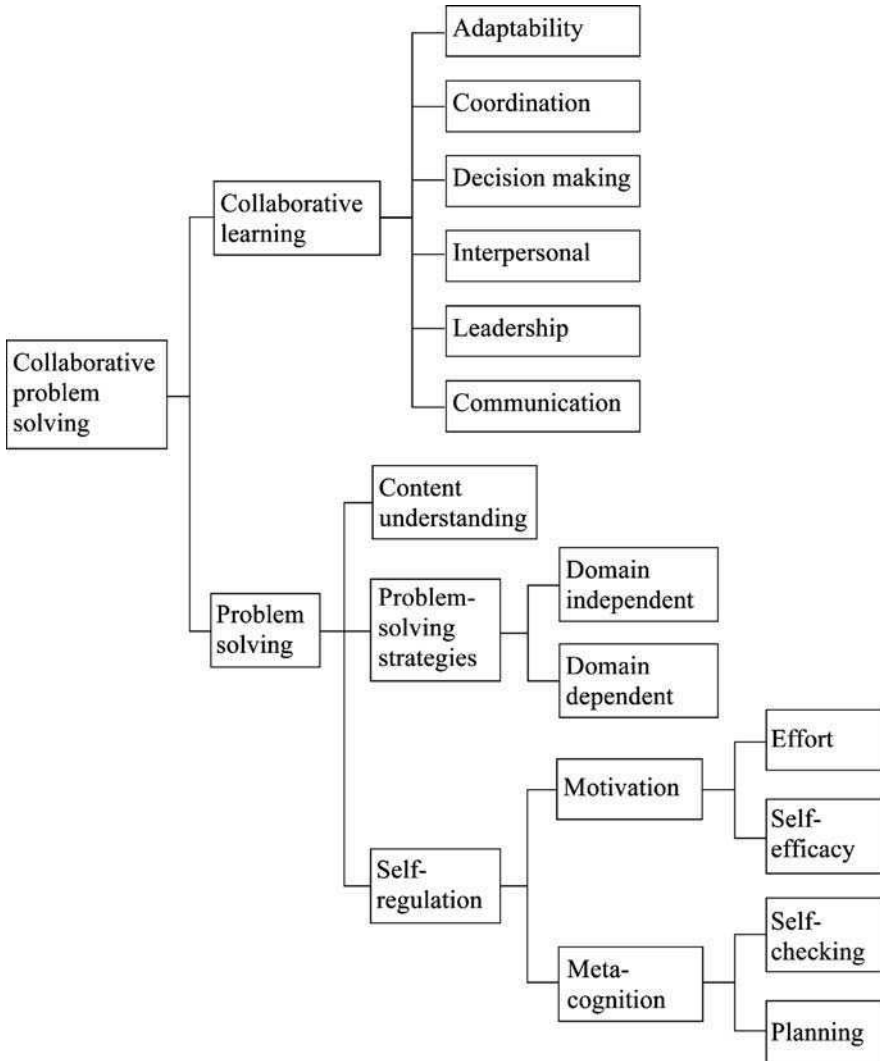 Adaptability
Coordination
Decision making
Collaborative
learning
Interpersonal
Leadership
Communication
Collaborative
problem
solving
Content
understanding
Problem
solving
Problem-
solving
strategies
Domain
independent
Domain
dependent
Self-
regulation
Motivation
Effort
Self-
efficacy
Meta-
cognition
Self-
checking
Planning